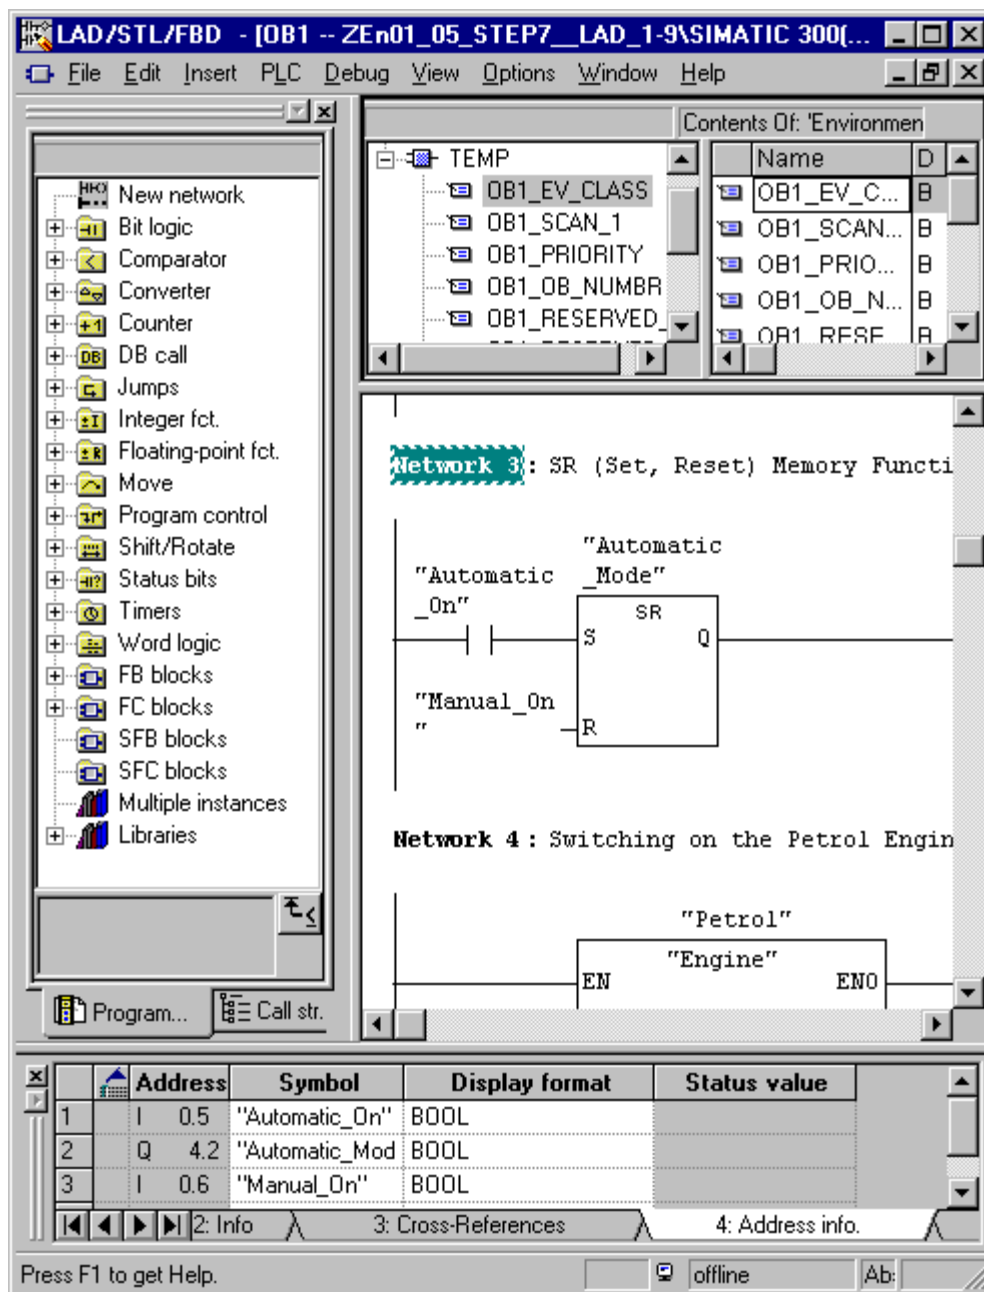 LAD/STL/FBD - [OB1 -- ZEn01_05_STEP7__LAD_1-9\SIMATIC 300(...
File Edit Insert PLC Debug View Options Window Help
New network
Bit logic
Comparator
Converter
Counter
DB call
Jumps
Integer fct.
Floating-point fct.
Move
Program control
Shift/Rotate
Status bits
Timers
Word logic
FB blocks
FC blocks
SFB blocks
SFC blocks
Multiple instances
Libraries
Program... Call str.
Contents Of: 'Environmen
TEMP
OB1_EV_CLASS
OB1_SCAN_1
OB1_PRIORITY
OB1_OB_NUMBR
OB1_RESERVED_
Name D
OB1_EV_C... B
OB1_SCAN... B
OB1_PRIO... B
OB1_OB_N... B
OB1_RESE B
Network 3: SR (Set, Reset) Memory Functi
"Automatic
_Mode"
"Automatic
_On"
SR
S Q
"Manual_On
"
R
Network 4: Switching on the Petrol Engin
"Petrol"
"Engine"
EN ENO
Address Symbol Display format Status value
1 I 0.5 "Automatic_On" BOOL
2 Q 4.2 "Automatic_Mod BOOL
3 I 0.6 "Manual_On" BOOL
2: Info 3: Cross-References 4: Address info.
Press F1 to get Help. offline Ab: